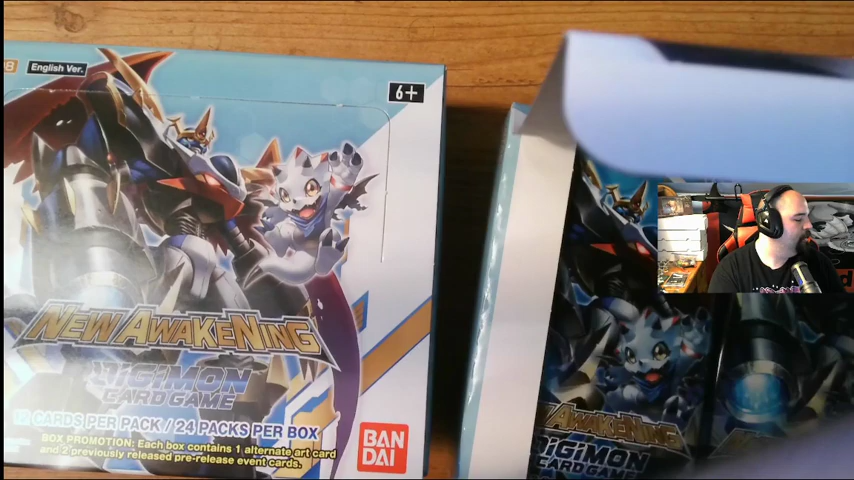 English Ver.
6+
NEW AWAKENING
DIGIMON
CARD GAME
12 CARDS PER PACK / 24 PACKS PER BOX
BOX PROMOTION: Each box contains 1 alternate art card
and 2 previously released pre-release event cards.
BAN
DAI
AWAKENING
DIGIMON
CARD GAME